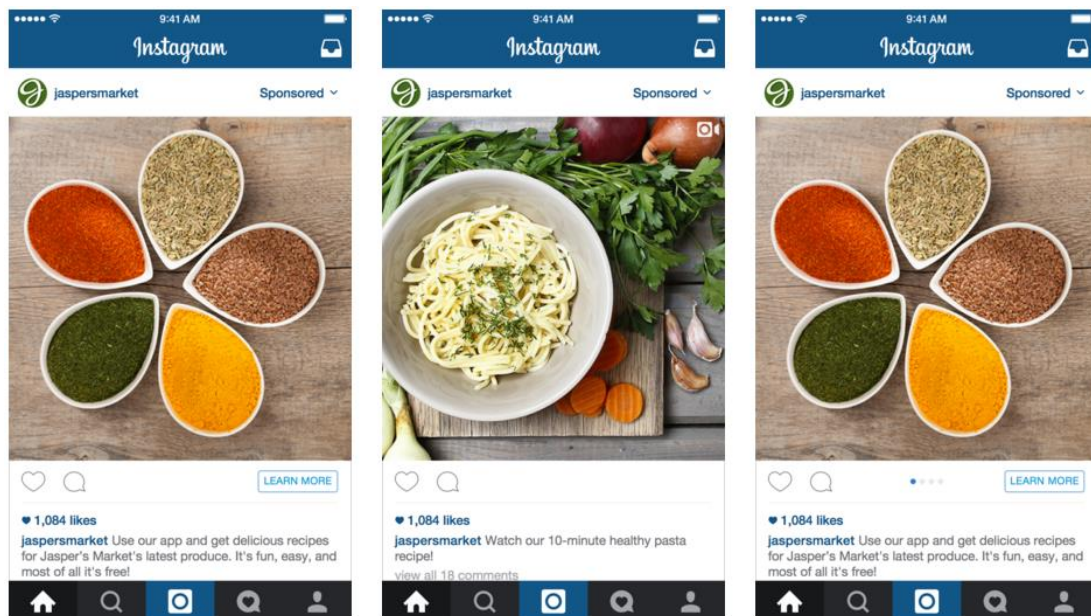 9:41 AM
Instagram
jaspersmarket Sponsored
LEARN MORE
1,084 likes
jaspersmarket Use our app and get delicious recipes
for Jasper's Market's latest produce. It's fun, easy, and
most of all it's free!
9:41 AM
Instagram
jaspersmarket Sponsored
1,084 likes
jaspersmarket Watch our 10-minute healthy pasta
recipe!
view all 18 comments
9:41 AM
Instagram
jaspersmarket Sponsored
LEARN MORE
1,084 likes
jaspersmarket Use our app and get delicious recipes
for Jasper's Market's latest produce. It's fun, easy, and
most of all it's free!